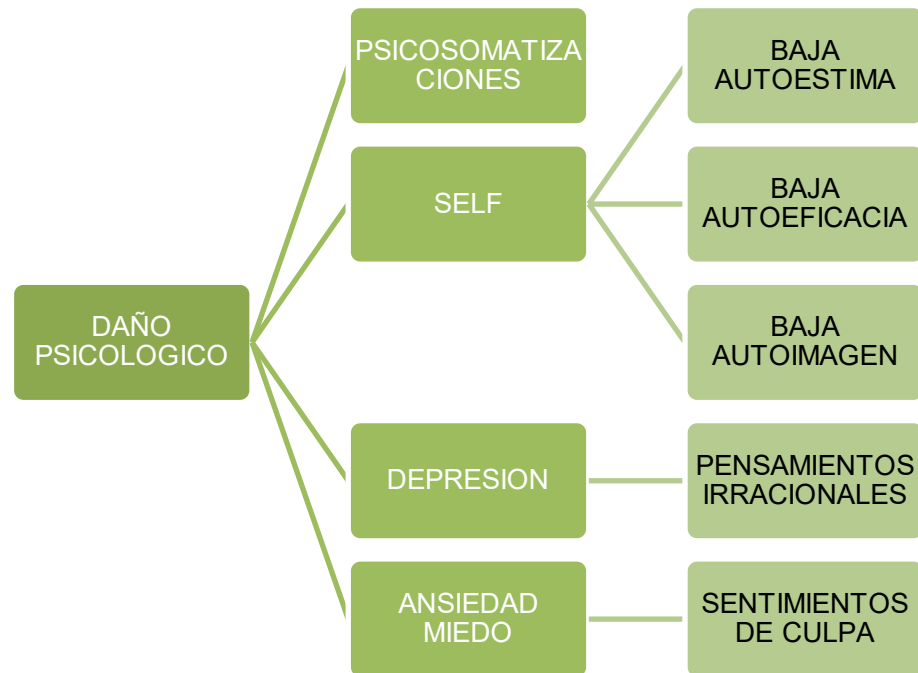 PSICOSOMATIZA
CIONES
BAJA
AUTOESTIMA
SELF
BAJA
AUTOEFICACIA
DAÑO
PSICOLOGICO
BAJA
AUTOIMAGEN
DEPRESION
PENSAMIENTOS
IRRACIONALES
ANSIEDAD
MIEDO
SENTIMIENTOS
DE CULPA